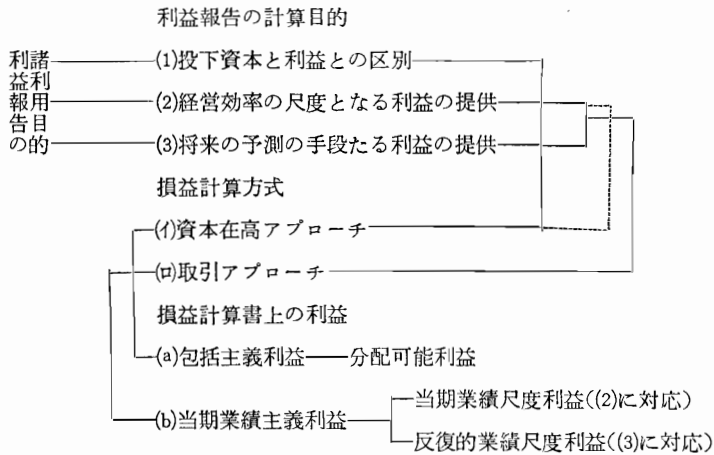 利益報告の計算目的
利益報告の
諸利用目的
(1)投下資本と利益との区別
(2)経営効率の尺度となる利益の提供
(3)将来の予測の手段たる利益の提供
損益計算方式
(イ)資本在高アプローチ
(ロ)取引アプローチ
損益計算書上の利益
(a)包括主義利益――分配可能利益
(b)当期業績主義利益
当期業績尺度利益((2)に対応)
反復的業績尺度利益((3)に対応)